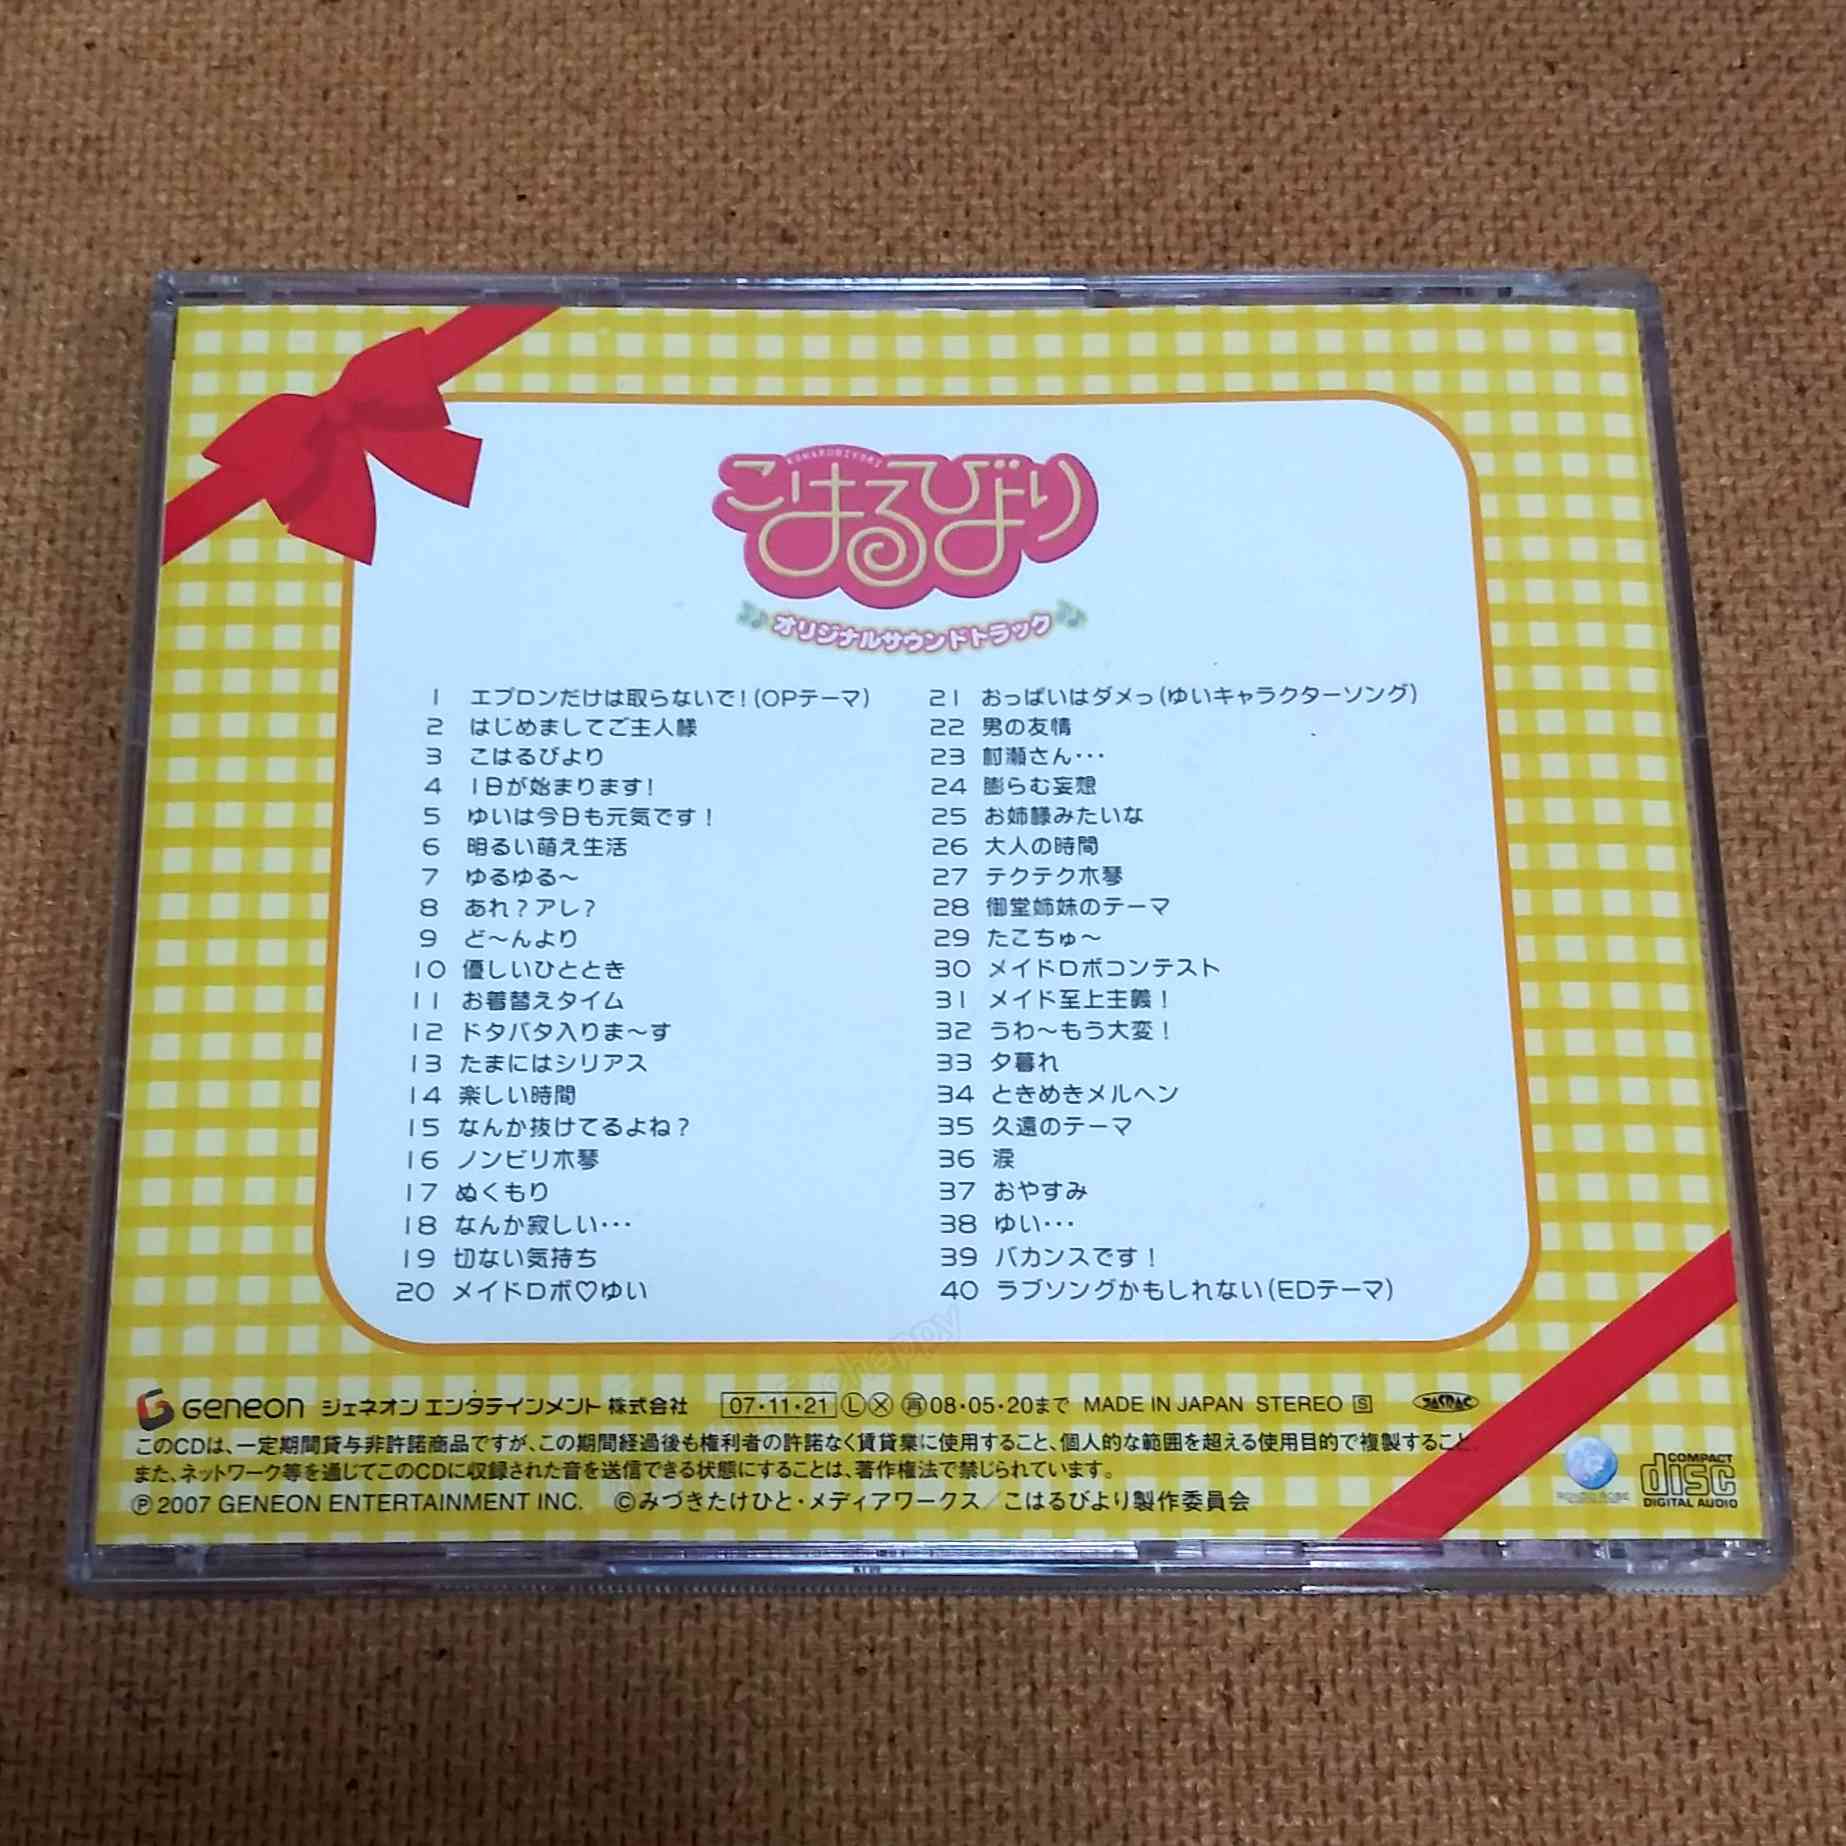 KOHARUBIYORI
こはるびより
オリジナルサウンドトラック
1 エプロンだけは取らないで!(OPテーマ)
2 はじめましてご主人様
3 こはるびより
4 1日が始まります!
5 ゆいは今日も元気です!
6 明るい萌え生活
7 ゆるゆる〜
8 あれ?アレ?
9 ど〜んより
10 優しいひととき
11 お着替えタイム
12 ドタバタ入りま〜す
13 たまにはシリアス
14 楽しい時間
15 なんか抜けてるよね?
16 ノンビリ木琴
17 ぬくもり
18 なんか寂しい…
19 切ない気持ち
20 メイドロボ♡ゆい
21 おっぱいはダメっ(ゆいキャラクターソング)
22 男の友情
23 村瀬さん…
24 膨らむ妄想
25 お姉様みたいな
26 大人の時間
27 テクテク木琴
28 御堂姉妹のテーマ
29 たこちゅ〜
30 メイドロボコンテスト
31 メイド至上主義!
32 うわ〜もう大変!
33 夕暮れ
34 ときめきメルヘン
35 久遠のテーマ
36 涙
37 おやすみ
38 ゆい…
39 バカンスです!
40 ラブソングかもしれない(EDテーマ)
GENEON ジェネオン エンタテインメント 株式会社 07・11・21 Ⓛ Ⓧ ㊢08・05・20まで MADE IN JAPAN STEREO S JASRAC
このCDは、一定期間貸与非許諾商品ですが、この期間経過後も権利者の許諾なく賃貸業に使用すること、個人的な範囲を超える使用目的で複製すること、
また、ネットワーク等を通じてこのCDに収録された音を送信できる状態にすることは、著作権法で禁じられています。
Ⓟ2007 GENEON ENTERTAINMENT INC. ©みづきたけひと・メディアワークス/こはるびより製作委員会
COMPACT disc DIGITAL AUDIO